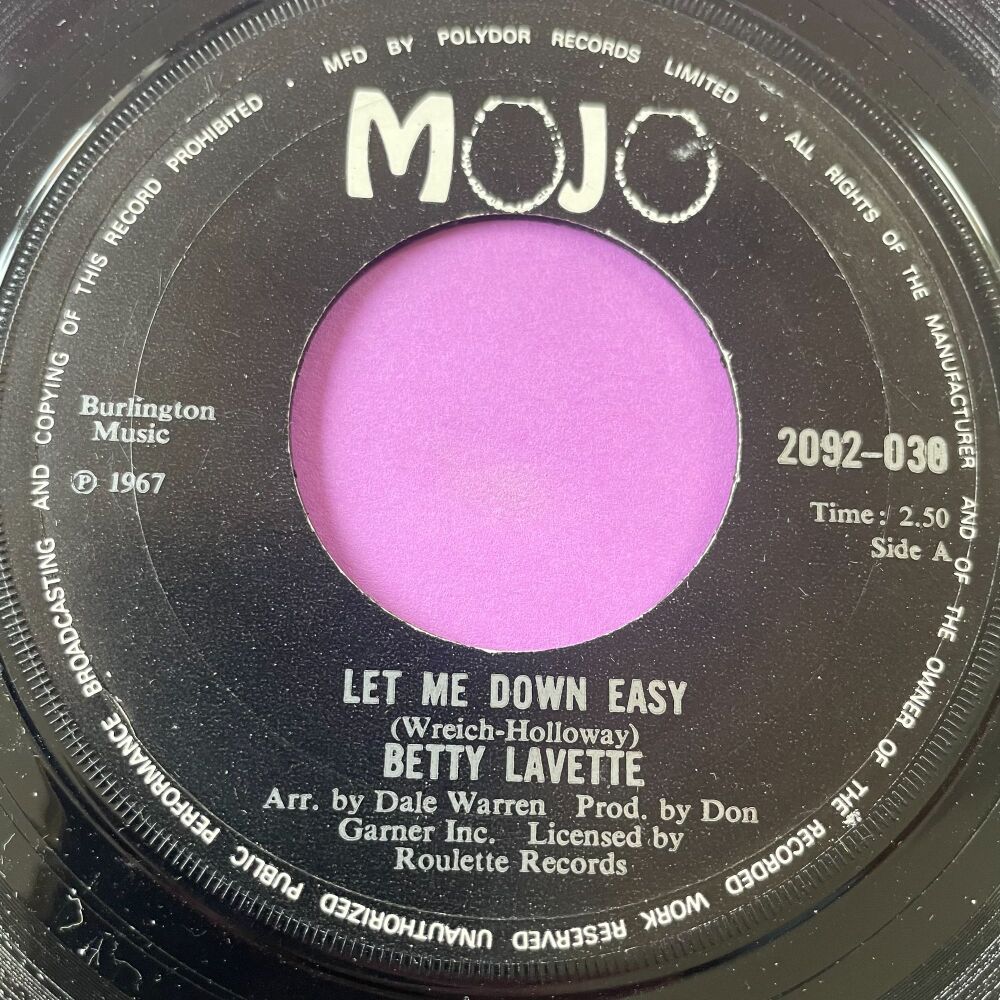 MFD BY POLYDOR RECORDS LIMITED · ALL RIGHTS OF THE MANUFACTURER AND OF THE OWNER OF THE RECORDED WORK RESERVED UNAUTHORIZED PUBLIC PERFORMANCE BROADCASTING AND COPYING OF THIS RECORD PROHIBITED ·
MOJO
Burlington
Music
℗ 1967
2092-030
Time: 2.50
Side A
LET ME DOWN EASY
(Wreich-Holloway)
BETTY LAVETTE
Arr. by Dale Warren Prod. by Don
Garner Inc. Licensed by
Roulette Records